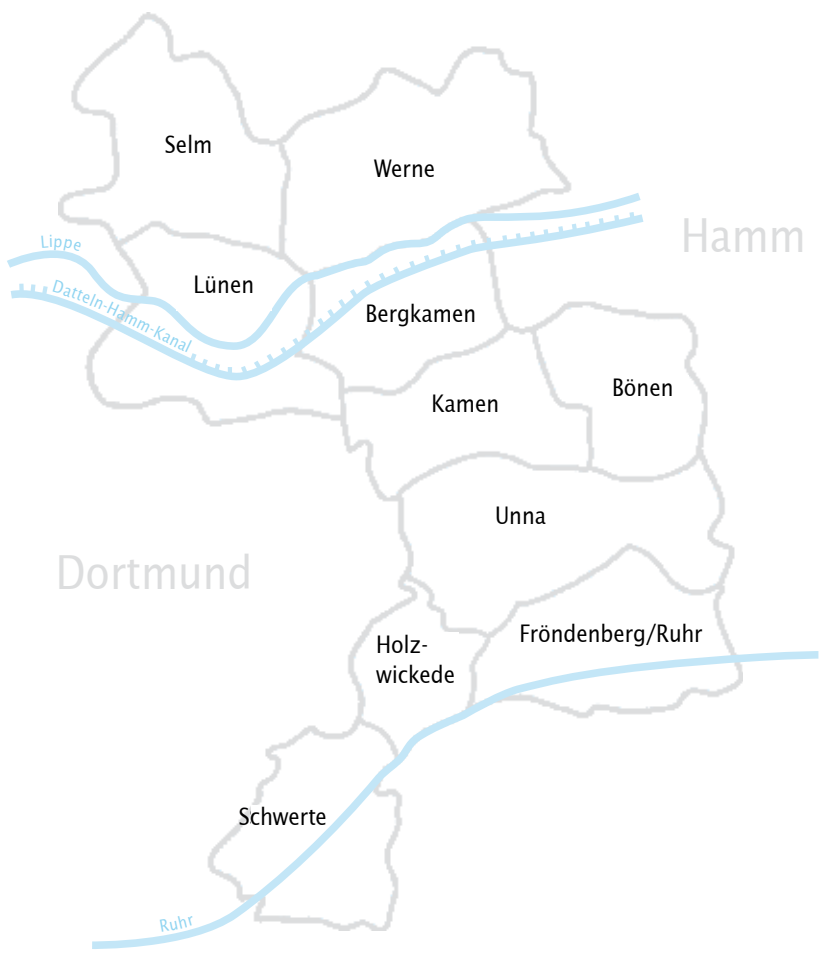 Selm
Werne
Hamm
Lippe
Lünen
Datteln-Hamm-Kanal
Bergkamen
Bönen
Kamen
Unna
Dortmund
Fröndenberg/Ruhr
Holz-
wickede
Schwerte
Ruhr